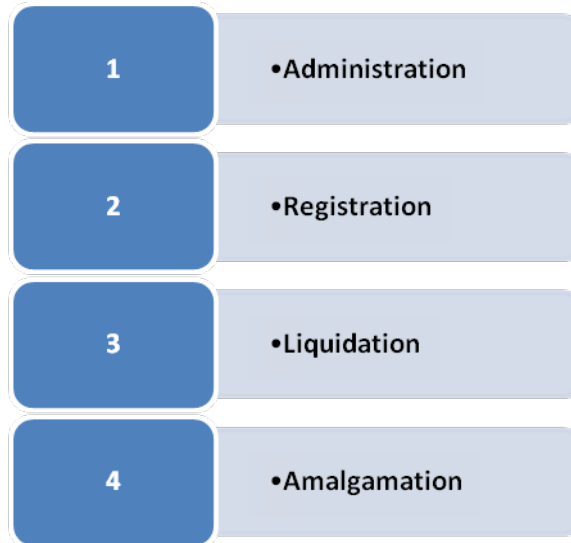 1
•Administration
2
•Registration
3
•Liquidation
4
•Amalgamation